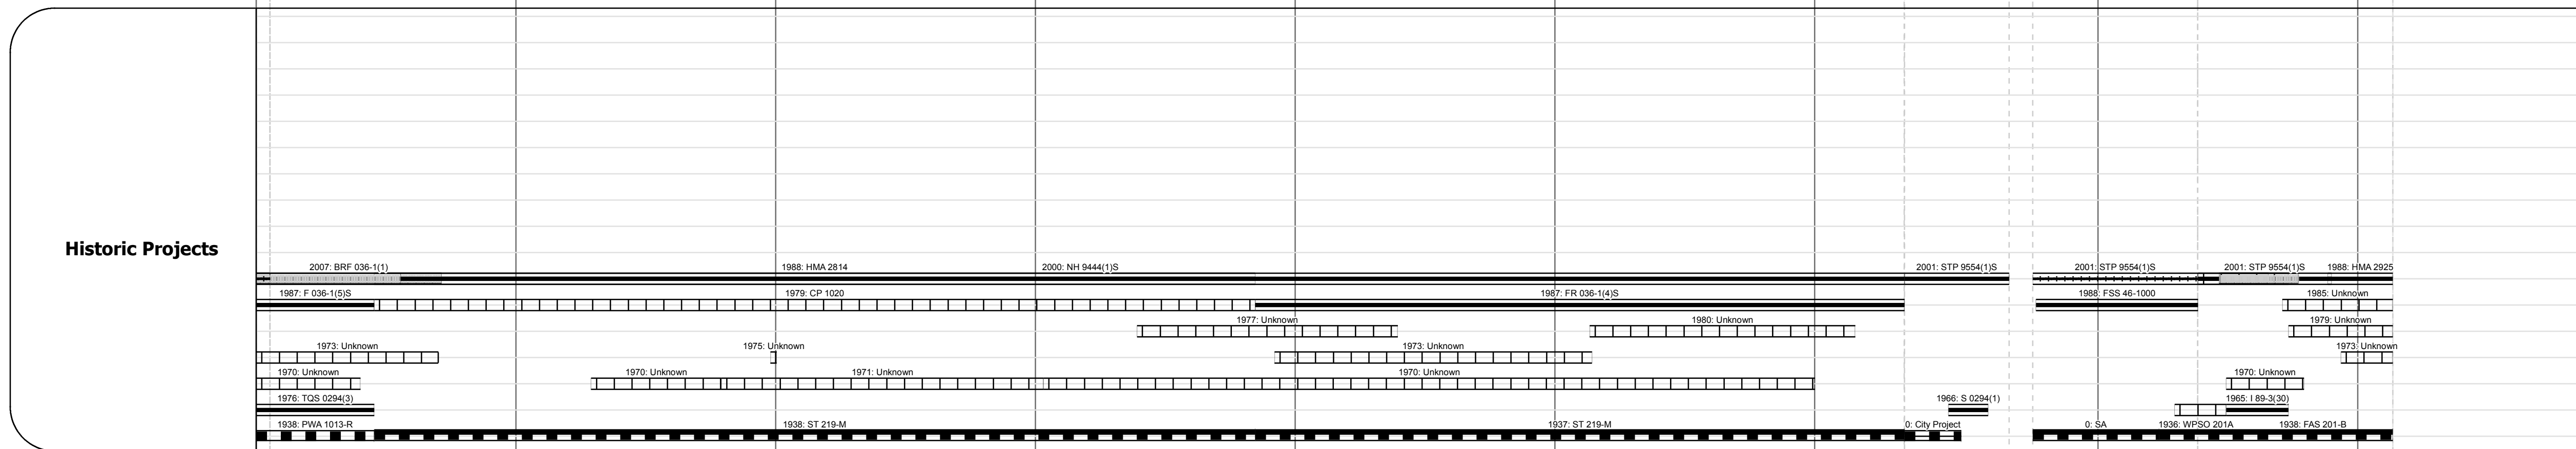 2007: BRF 036-1(1) 1988: HMA 2814 2000: NH 9444(1)S 2001: STP 9554(1)S 2001: STP 9554(1)S 2001: STP 9554(1)S 1988: HMA 2925
Historic Projects
1987: F 036-1(5)S 1979: CP 1020 1987: FR 036-1(4)S 1988: FSS 46-1000 1985: Unknown
1977: Unknown 1980: Unknown 1979: Unknown
1973: Unknown 1975: Unknown 1973: Unknown 1973: Unknown
1970: Unknown 1970: Unknown 1971: Unknown 1970: Unknown 1970: Unknown
1976: TQS 0294(3) 1966: S 0294(1) 1965: I 89-3(30)
1938: PWA 1013-R 1938: ST 219-M 1937: ST 219-M 0: City Project 0: SA 1936: WPSO 201A 1938: FAS 201-B